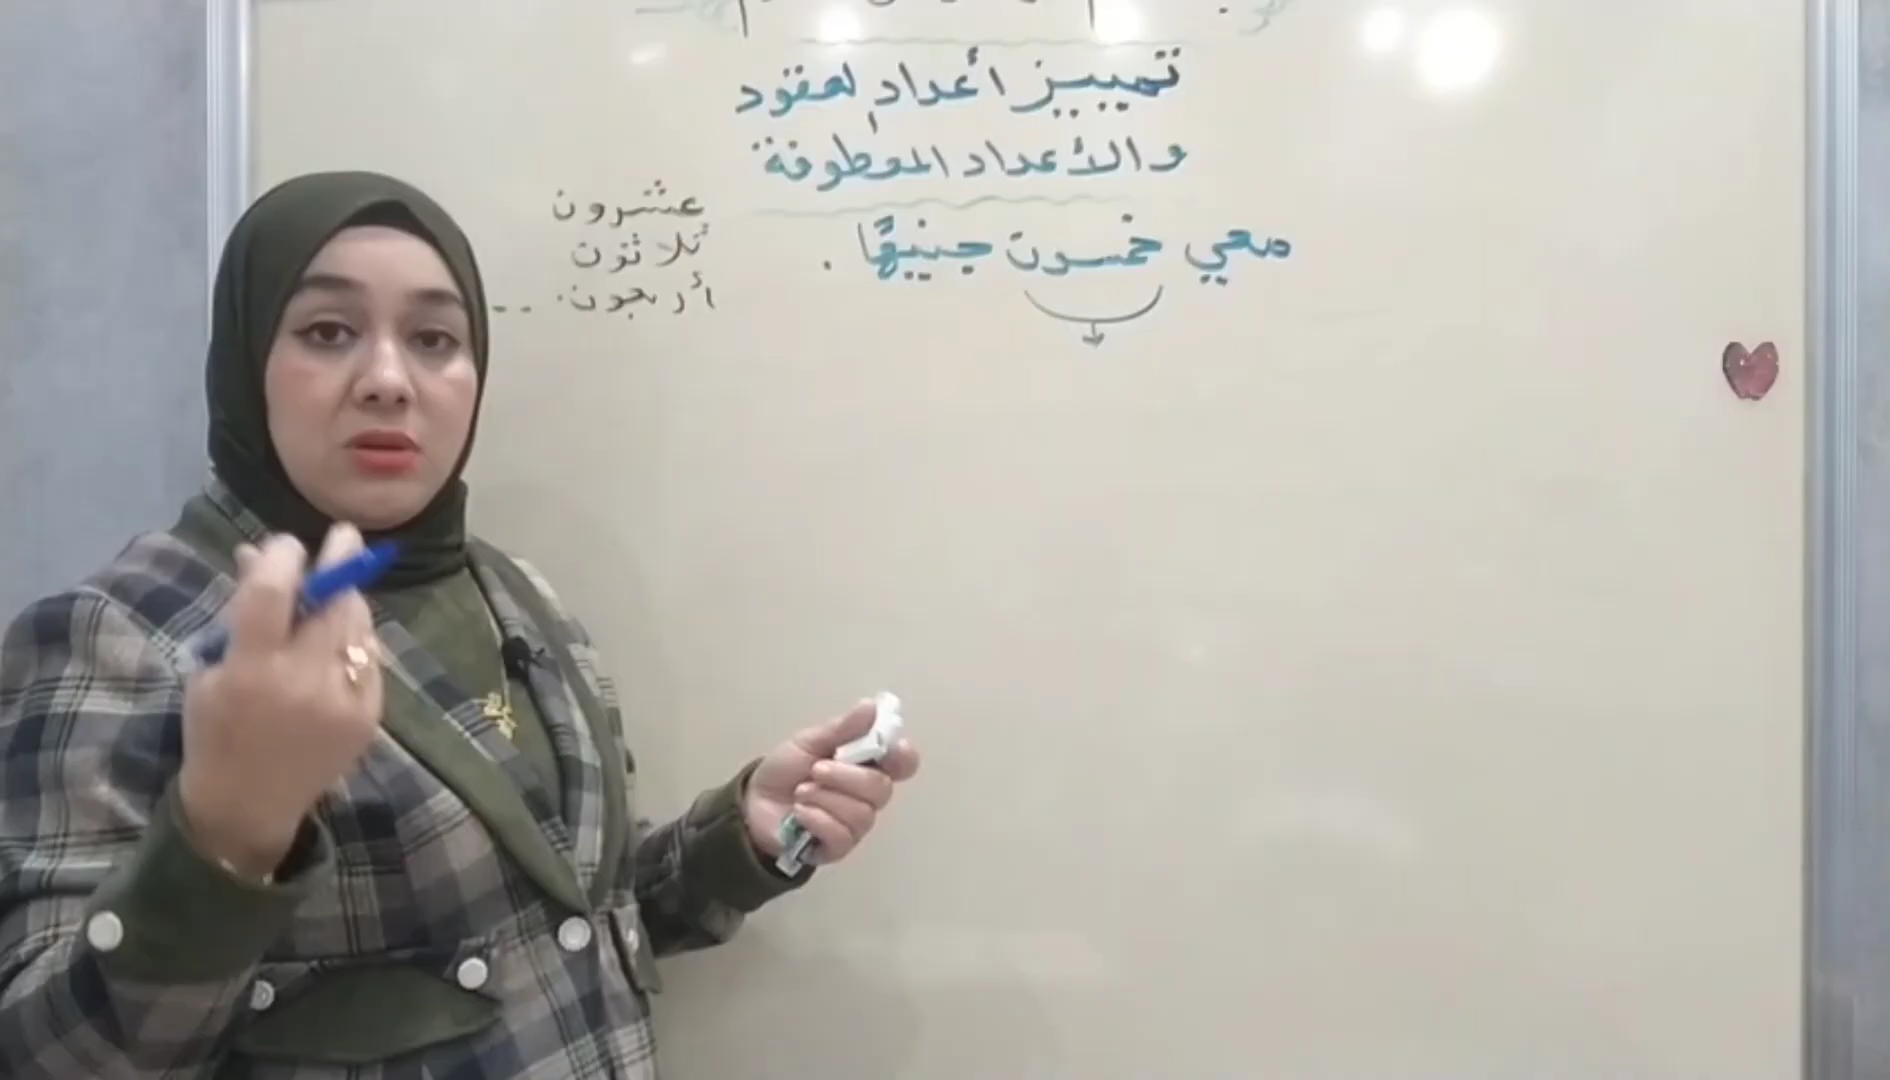 تمييز أعداد العقود
والأعداد المعطوفة
معي خمسون جنيهًا .
عشرون
ثلاثون
أربعون . . .